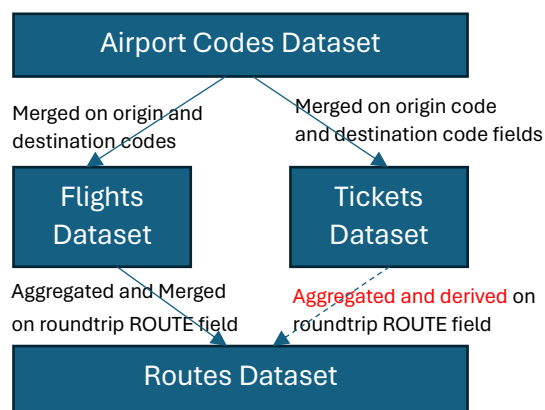 Airport Codes Dataset
Merged on origin and
destination codes
Merged on origin code
and destination code fields
Flights
Dataset
Tickets
Dataset
Aggregated and Merged
on roundtrip ROUTE field
Aggregated and derived on
roundtrip ROUTE field
Routes Dataset